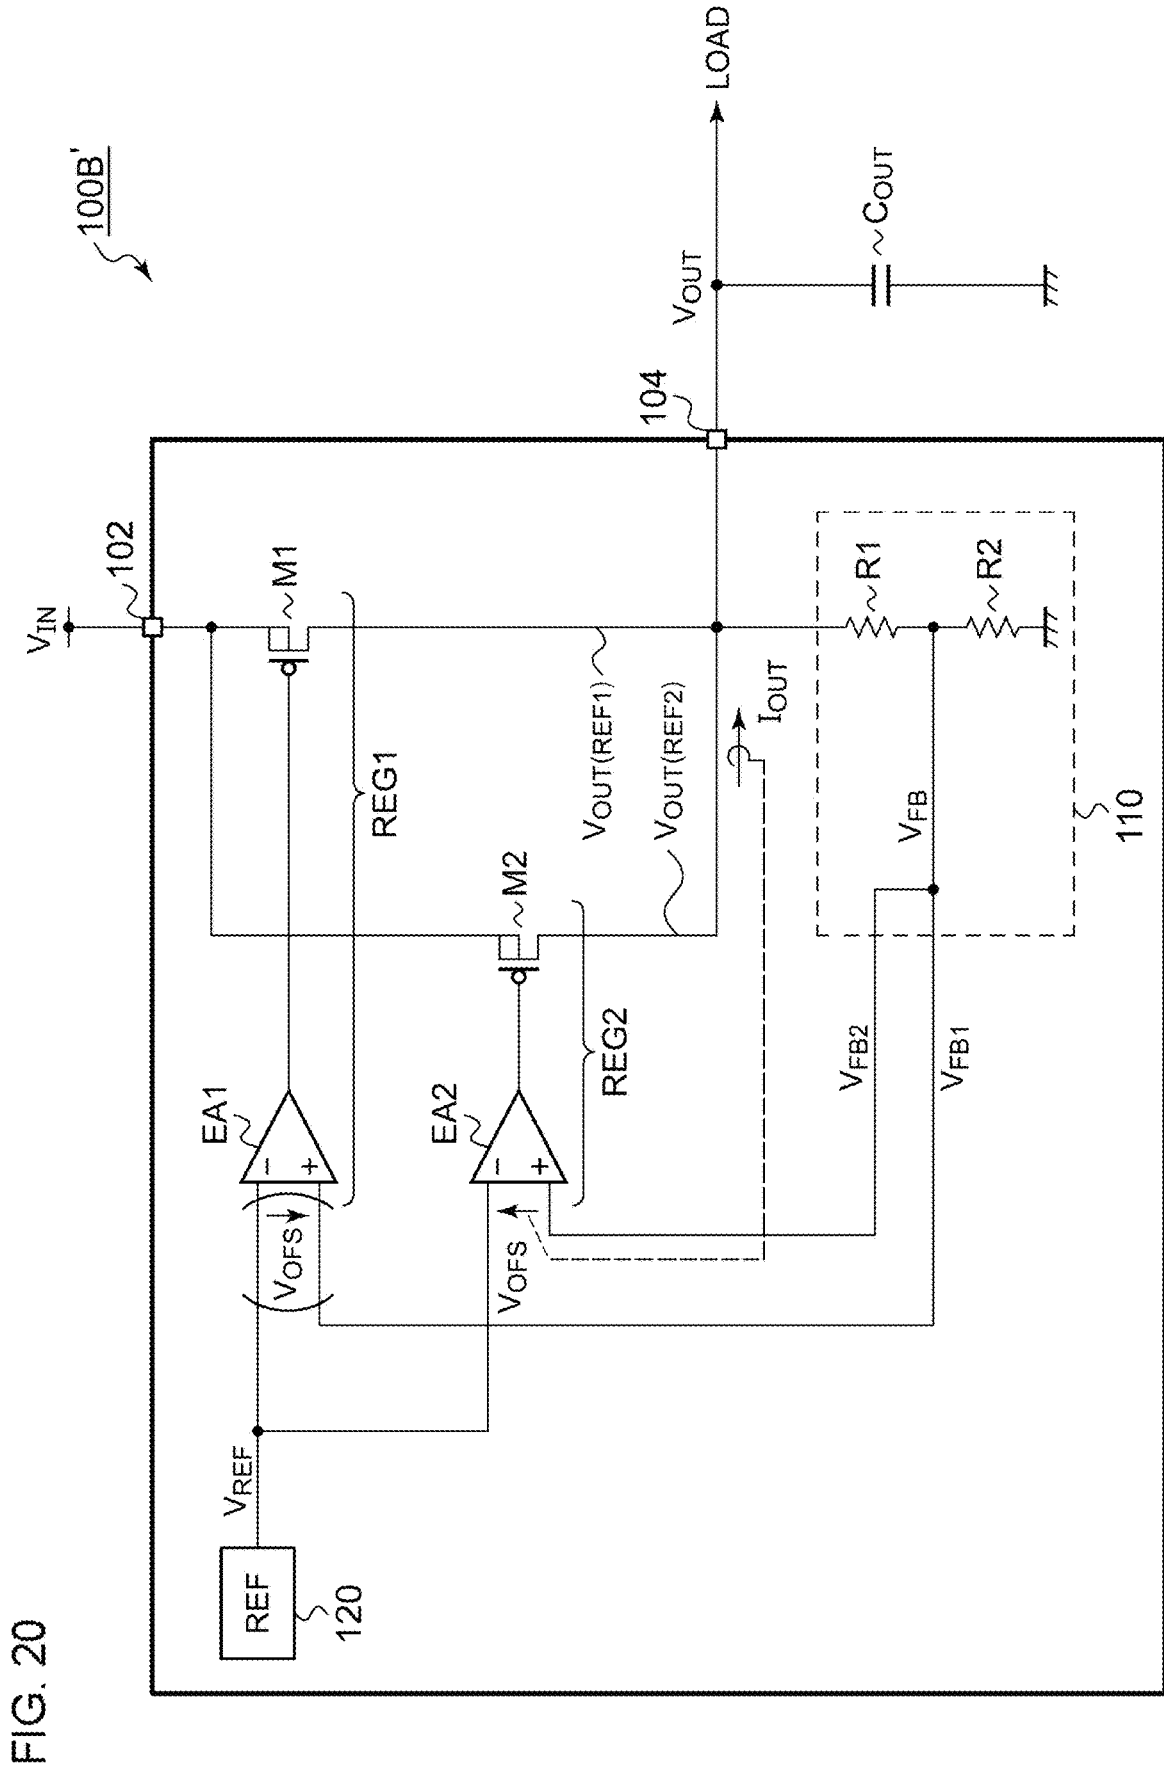 FIG. 20
100B'
VIN
102
M1
REG1
EA1
−
+
VOFS
VREF
REF
120
M2
REG2
EA2
−
+
VOFS
VOUT(REF1)
VOUT(REF2)
IOUT
104
VOUT
LOAD
COUT
R1
R2
VFB
110
VFB2
VFB1